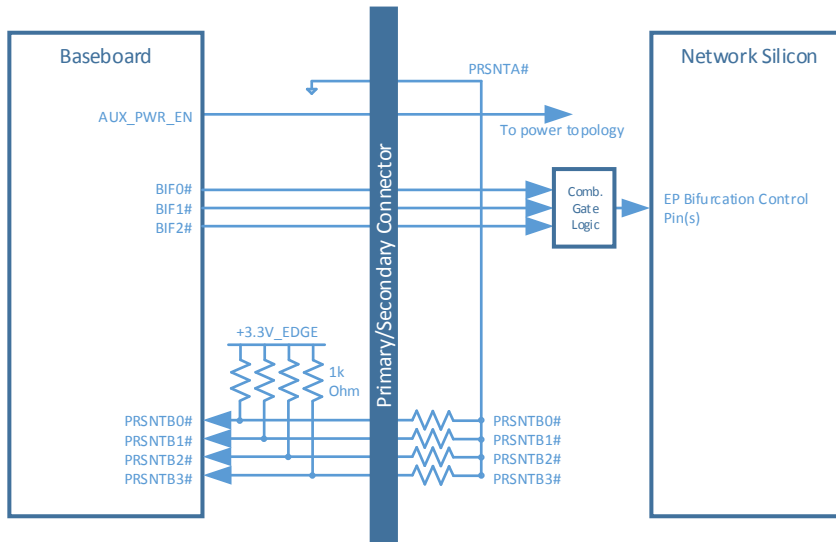 Baseboard
PRSNTA#
Network Silicon
AUX_PWR_EN
To power topology
Primary/Secondary Connector
BIF0#
BIF1#
BIF2#
Comb.
Gate
Logic
EP Bifurcation Control
Pin(s)
+3.3V_EDGE
1k
Ohm
PRSNTB0#
PRSNTB1#
PRSNTB2#
PRSNTB3#
PRSNTB0#
PRSNTB1#
PRSNTB2#
PRSNTB3#